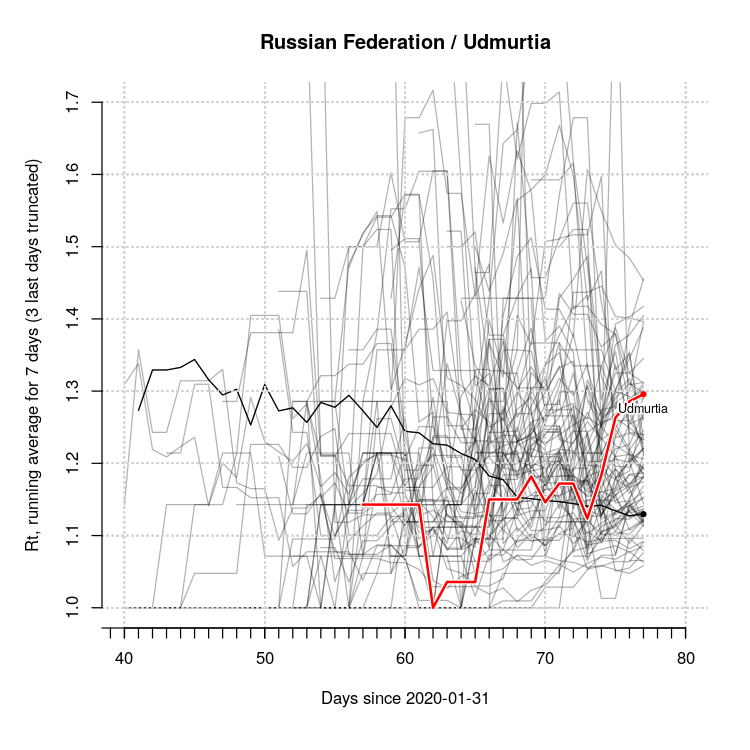 Russian Federation / Udmurtia
Rt, running average for 7 days (3 last days truncated)
1.7
1.6
1.5
1.4
1.3
1.2
1.1
1.0
Udmurtia
40 50 60 70 80
Days since 2020-01-31